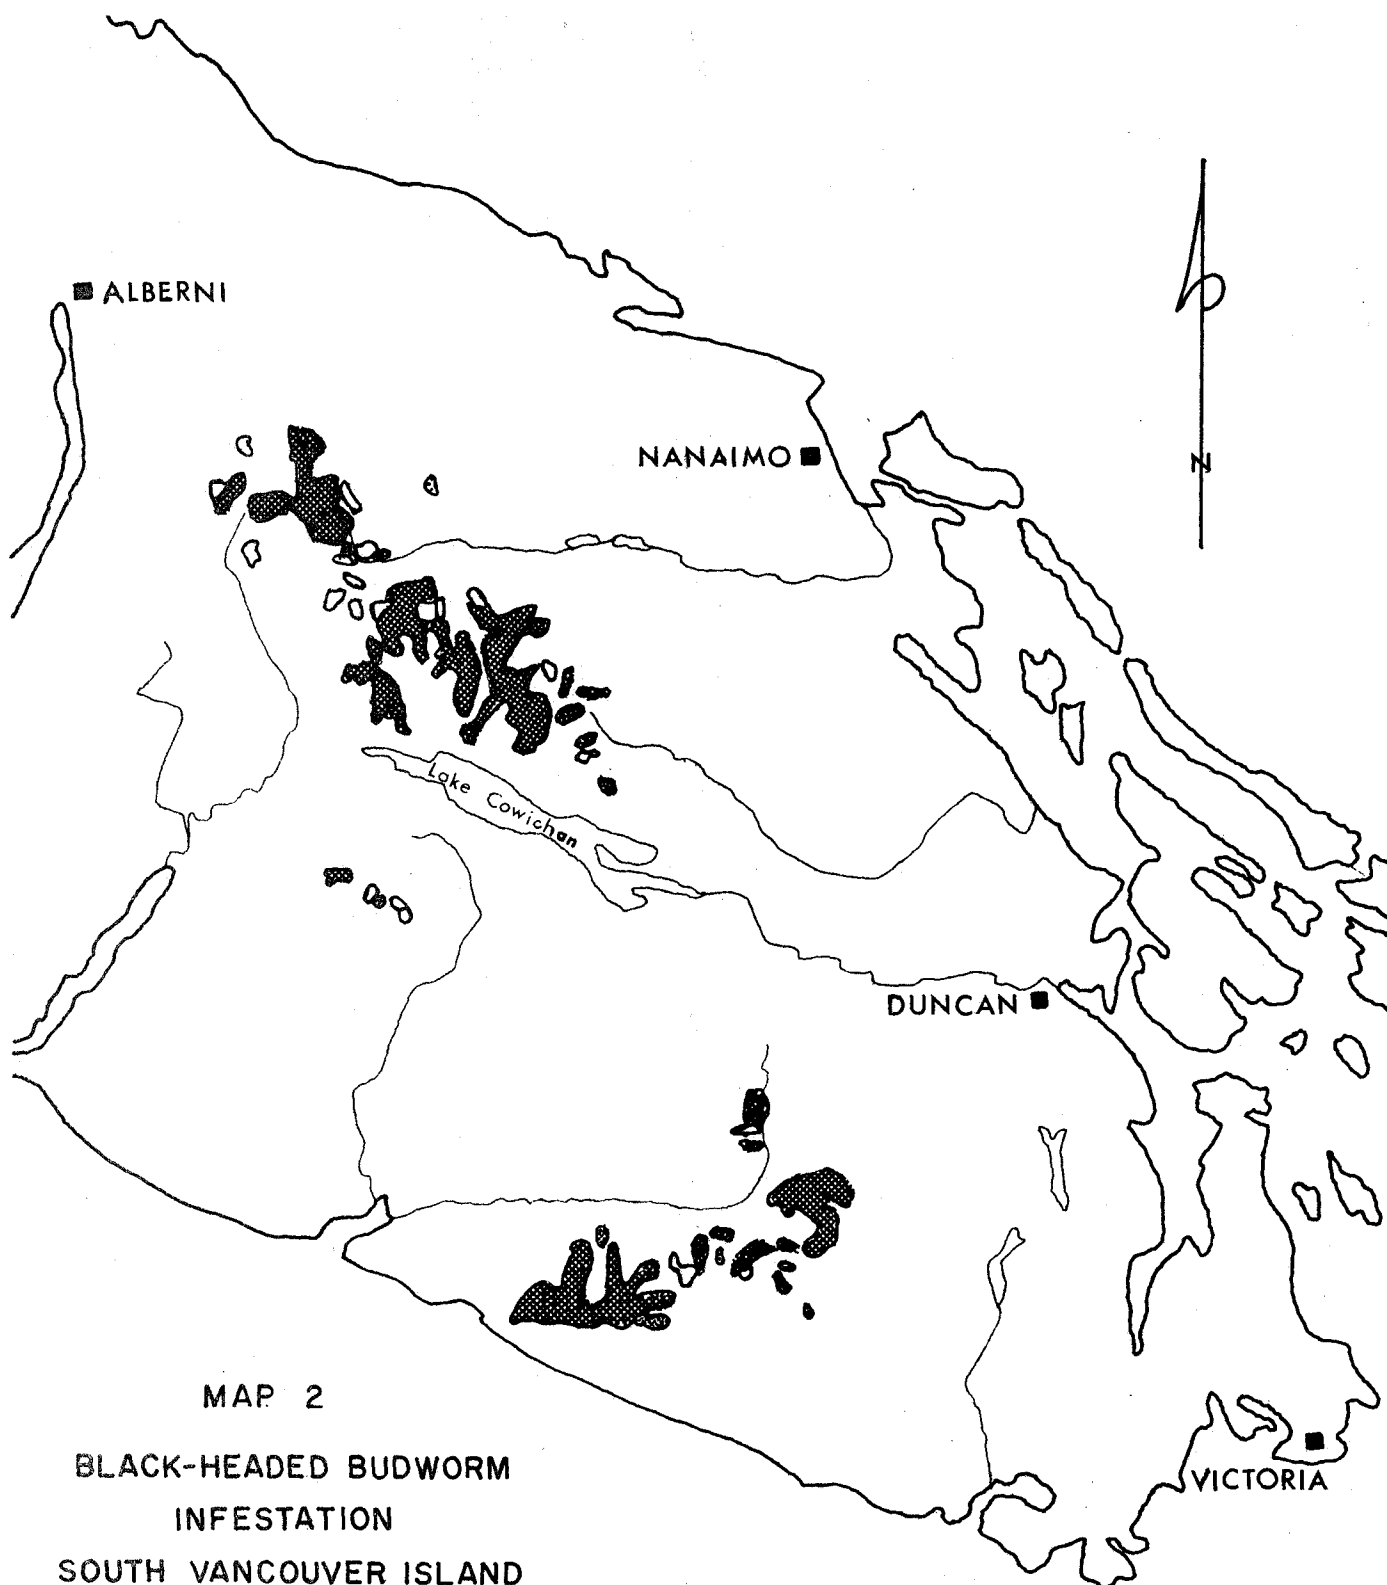 ALBERNI
NANAIMO
N
Lake Cowichan
DUNCAN
VICTORIA
MAP 2
BLACK-HEADED BUDWORM
INFESTATION
SOUTH VANCOUVER ISLAND